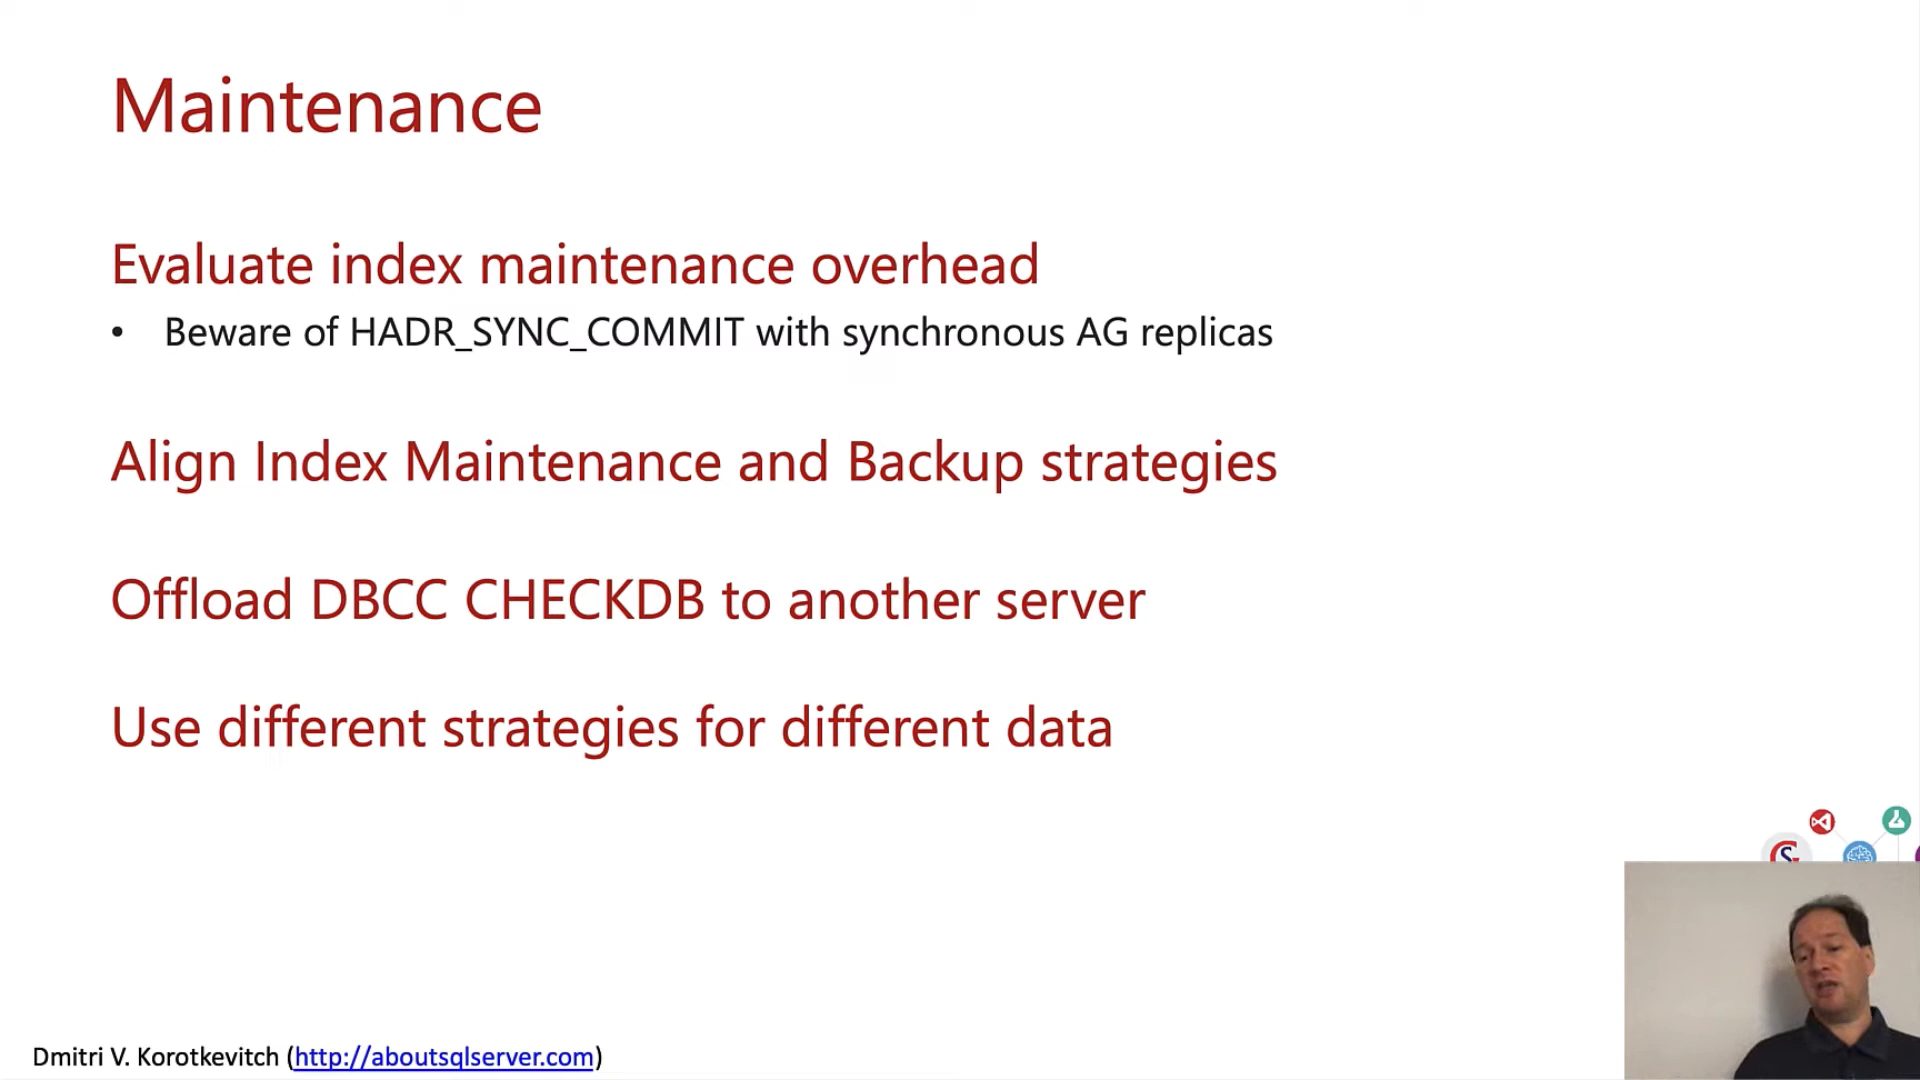 Maintenance
Evaluate index maintenance overhead
• Beware of HADR_SYNC_COMMIT with synchronous AG replicas
Align Index Maintenance and Backup strategies
Offload DBCC CHECKDB to another server
Use different strategies for different data
Dmitri V. Korotkevitch (http://aboutsqlserver.com)